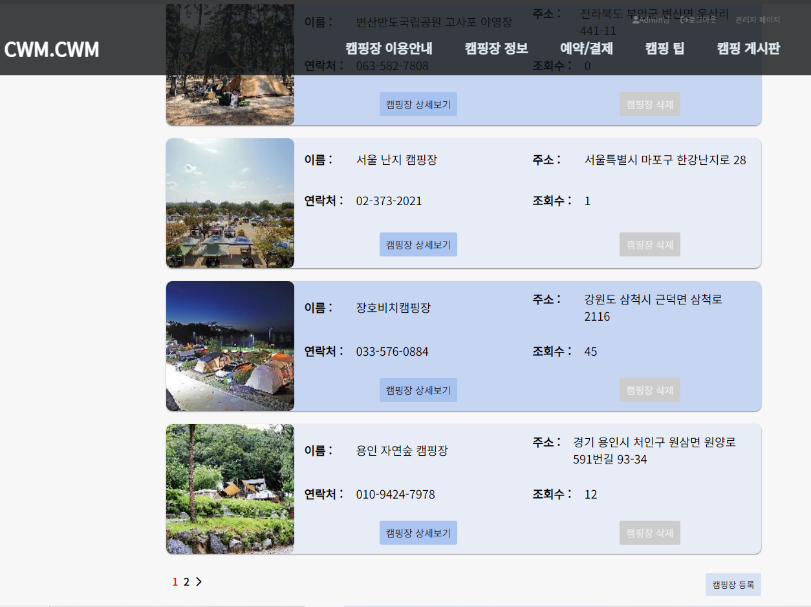 Admin님 로그아웃 관리자 페이지
CWM.CWM
캠핑장 이용안내 캠핑장 정보 예약/결제 캠핑 팁 캠핑 게시판
이름 : 변산반도국립공원 고사포 야영장
주소 : 전라북도 부안군 변산면 운산리
441-11
연락처 : 063-582-7808
조회수 : 0
캠핑장 상세보기 캠핑장 삭제
이름 : 서울 난지 캠핑장
주소 : 서울특별시 마포구 한강난지로 28
연락처 : 02-373-2021
조회수 : 1
캠핑장 상세보기 캠핑장 삭제
이름 : 장호비치캠핑장
주소 : 강원도 삼척시 근덕면 삼척로
2116
연락처 : 033-576-0884
조회수 : 45
캠핑장 상세보기 캠핑장 삭제
이름 : 용인 자연숲 캠핑장
주소 : 경기 용인시 처인구 원삼면 원양로
591번길 93-34
연락처 : 010-9424-7978
조회수 : 12
캠핑장 상세보기 캠핑장 삭제
1 2 >
캠핑장 등록